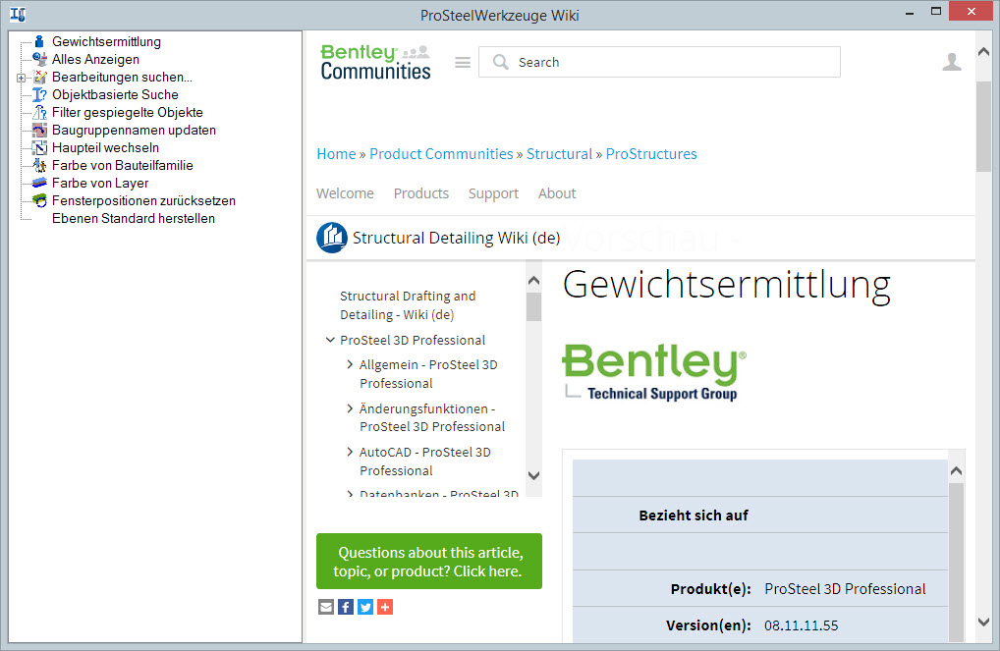 ProSteelWerkzeuge Wiki
Gewichtsermittlung
Alles Anzeigen
Bearbeitungen suchen...
Objektbasierte Suche
Filter gespiegelte Objekte
Baugruppennamen updaten
Haupteil wechseln
Farbe von Bauteilfamilie
Farbe von Layer
Fensterpositionen zurücksetzen
Ebenen Standard herstellen
Bentley
Communities
Search
Home » Product Communities » Structural » ProStructures
Welcome Products Support About
Structural Detailing Wiki (de)
Structural Drafting and
Detailing - Wiki (de)
ProSteel 3D Professional
Allgemein - ProSteel 3D
Professional
Änderungsfunktionen -
ProSteel 3D Professional
AutoCAD - ProSteel 3D
Professional
Datenbanken - ProSteel 3D
Questions about this article,
topic, or product? Click here.
Gewichtsermittlung
Bentley®
Technical Support Group
Bezieht sich auf
Produkt(e): ProSteel 3D Professional
Version(en): 08.11.11.55